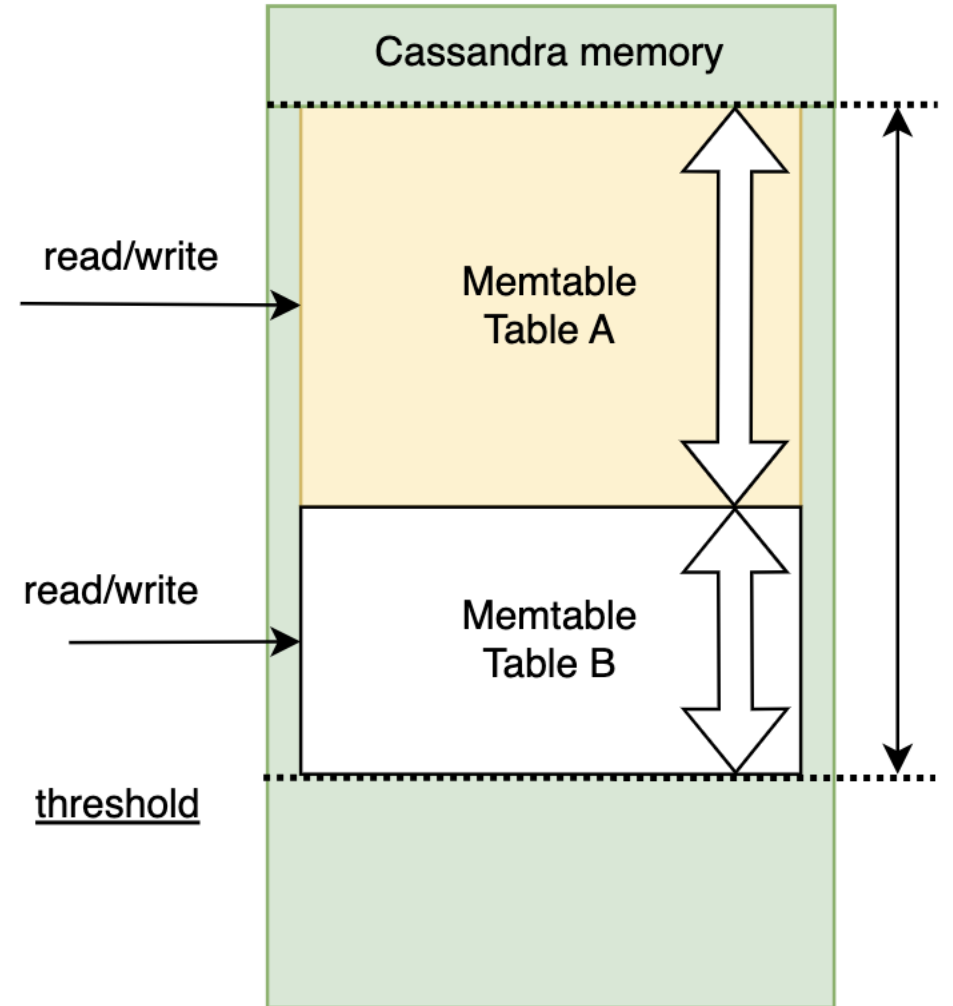 Cassandra memory
read/write
Memtable
Table A
read/write
Memtable
Table B
threshold